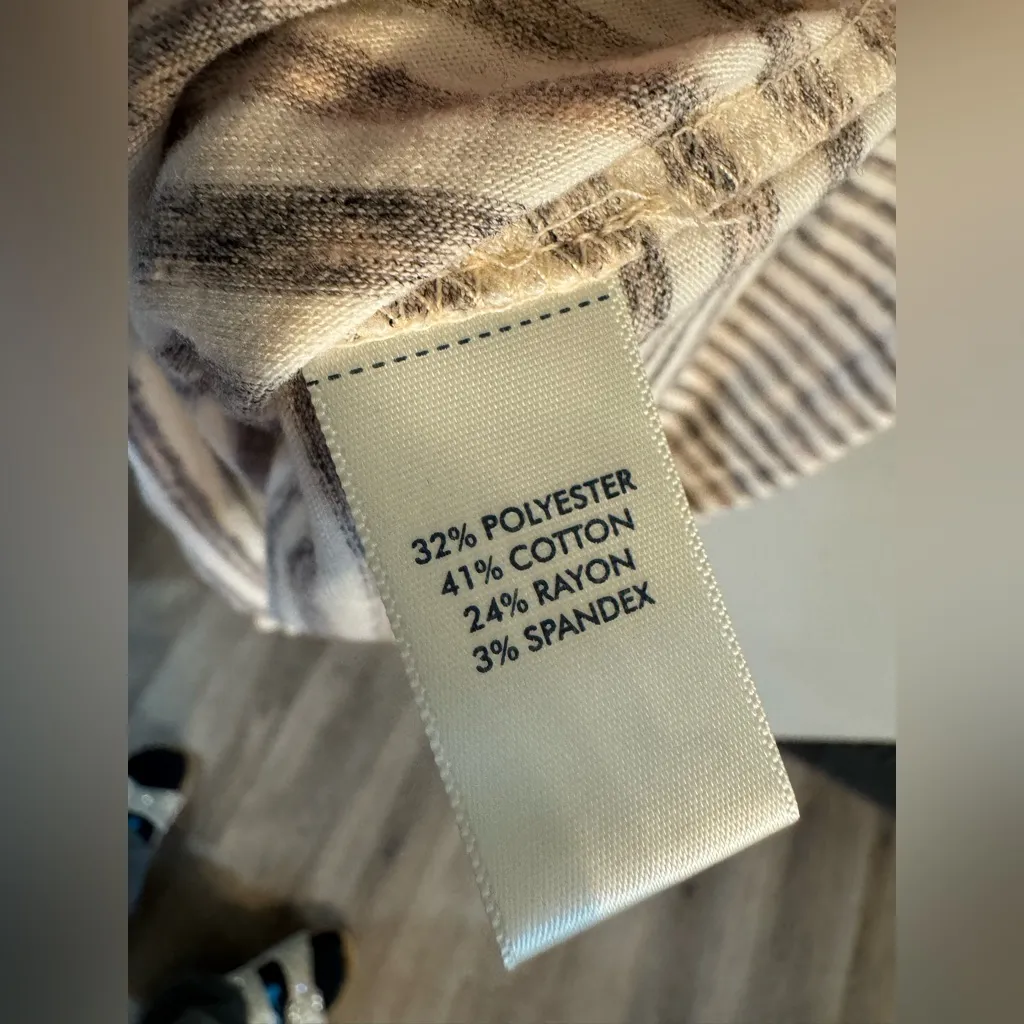 32% POLYESTER
41% COTTON
24% RAYON
3% SPANDEX